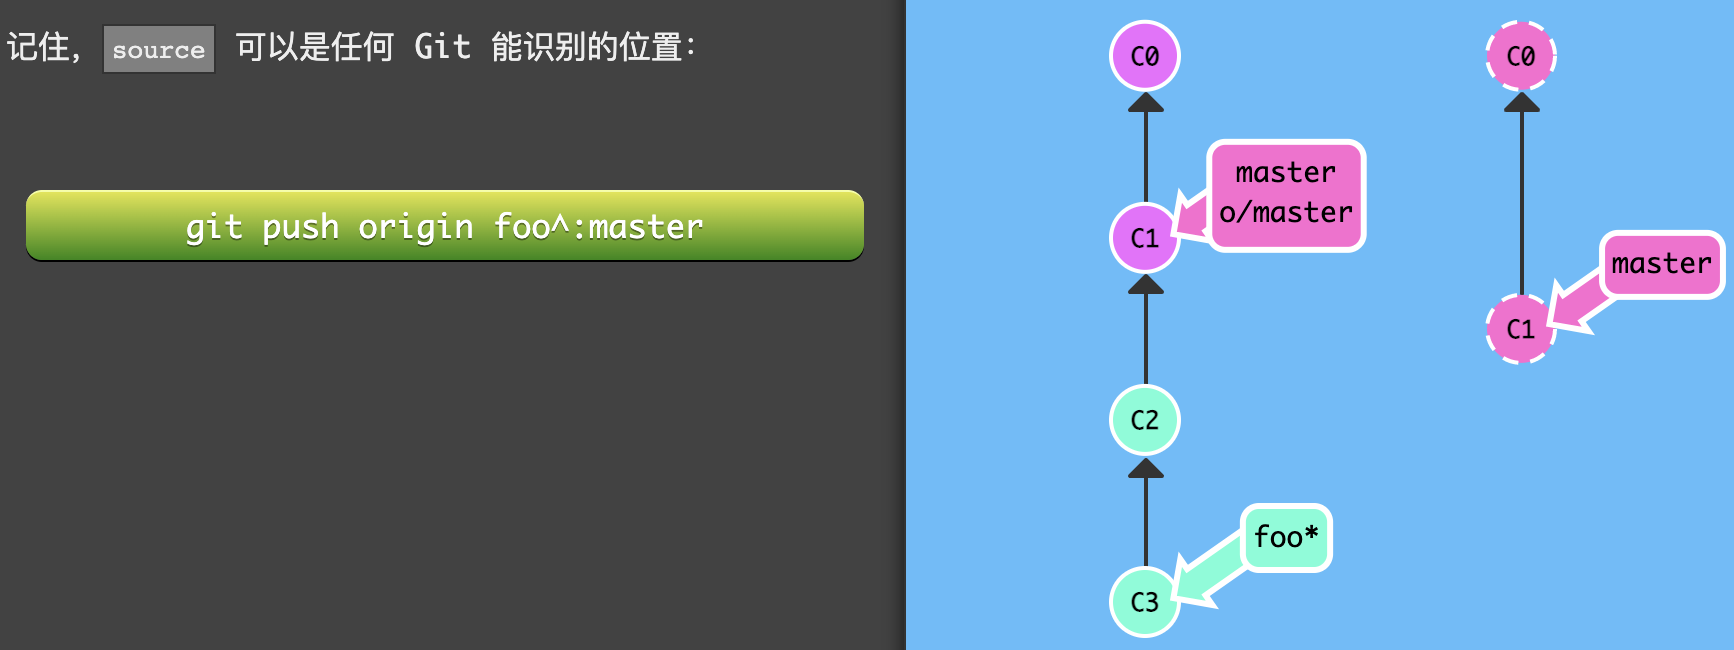 记住, source 可以是任何 Git 能识别的位置:
git push origin foo^:master
C0
master
o/master
C1
C2
foo*
C3
C0
master
C1